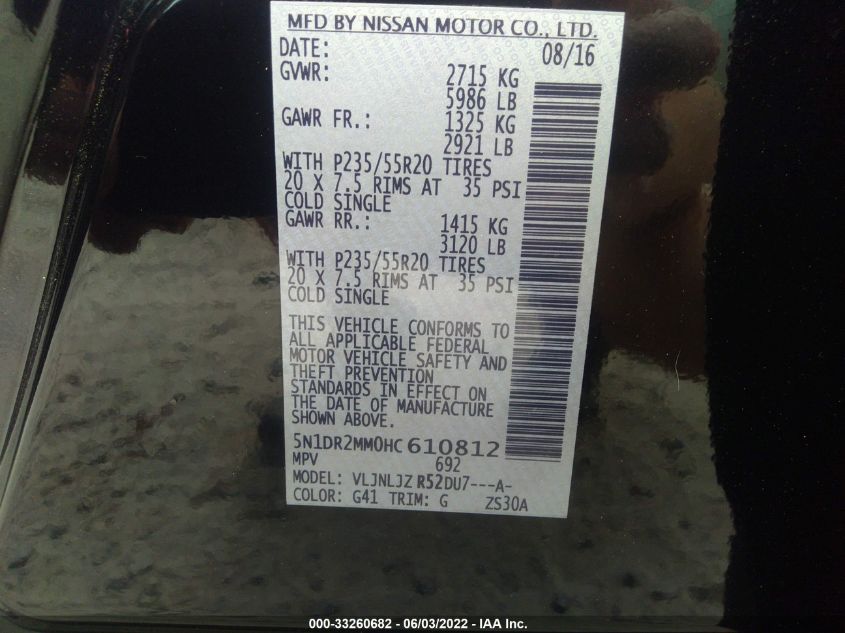 MFD BY NISSAN MOTOR CO., LTD.
DATE: 08/16
GVWR: 2715 KG
5986 LB
GAWR FR.: 1325 KG
2921 LB
WITH P235/55R20 TIRES
20 X 7.5 RIMS AT 35 PSI
COLD SINGLE
GAWR RR.: 1415 KG
3120 LB
WITH P235/55R20 TIRES
20 X 7.5 RIMS AT 35 PSI
COLD SINGLE
THIS VEHICLE CONFORMS TO
ALL APPLICABLE FEDERAL
MOTOR VEHICLE SAFETY AND
THEFT PREVENTION
STANDARDS IN EFFECT ON
THE DATE OF MANUFACTURE
SHOWN ABOVE.
5N1DR2MM0HC610812
MPV 692
MODEL: VLJNLJZ R52DU7---A-
COLOR: G41 TRIM: G ZS30A
000-33260682 - 06/03/2022 - IAA Inc.